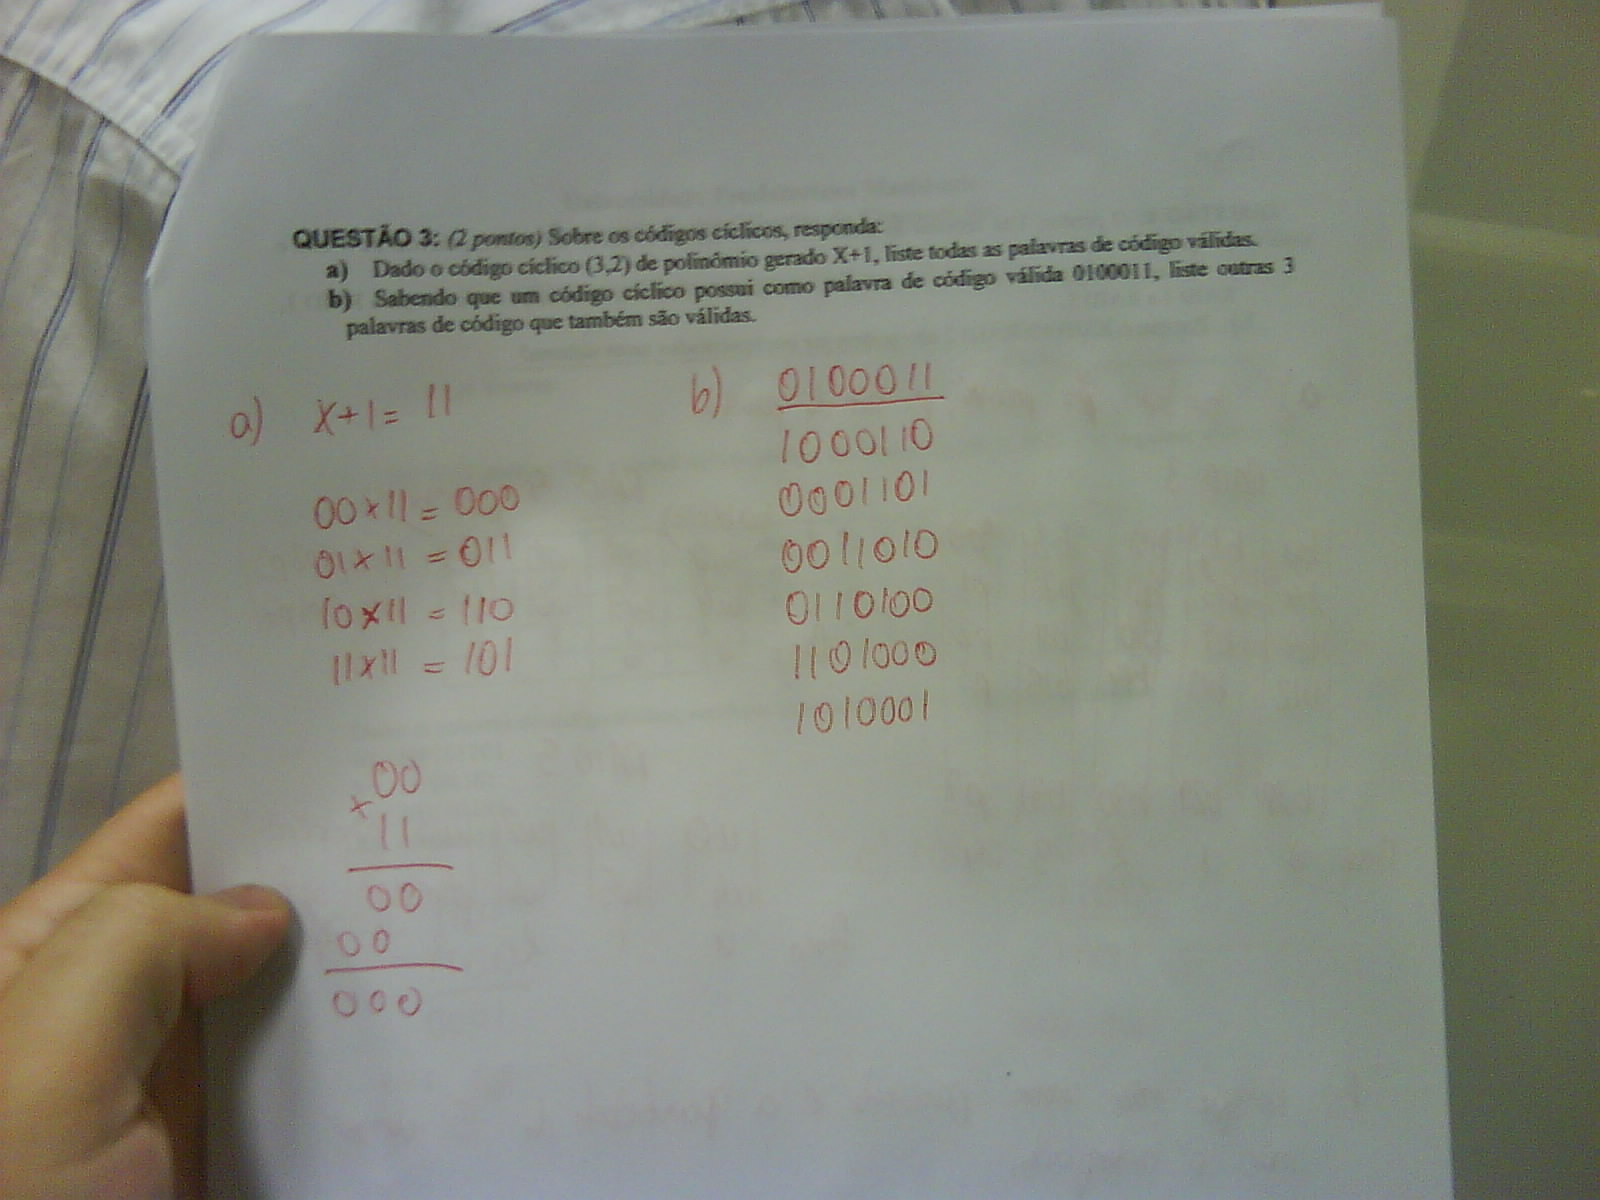 QUESTÃO 3: (2 pontos) Sobre os códigos cíclicos, responda:
a) Dado o código cíclico (3,2) de polinômio gerado X+1, liste todas as palavras de código válidas.
b) Sabendo que um código cíclico possui como palavra de código válida 0100011, liste outras 3
palavras de código que também são válidas.
a) X+1= 11
00×11 = 000
01×11 = 011
10×11 = 110
11×11 = 101
00
×
11
00
00
000
b) 0100011
1000110
0001101
0011010
0110100
1101000
1010001